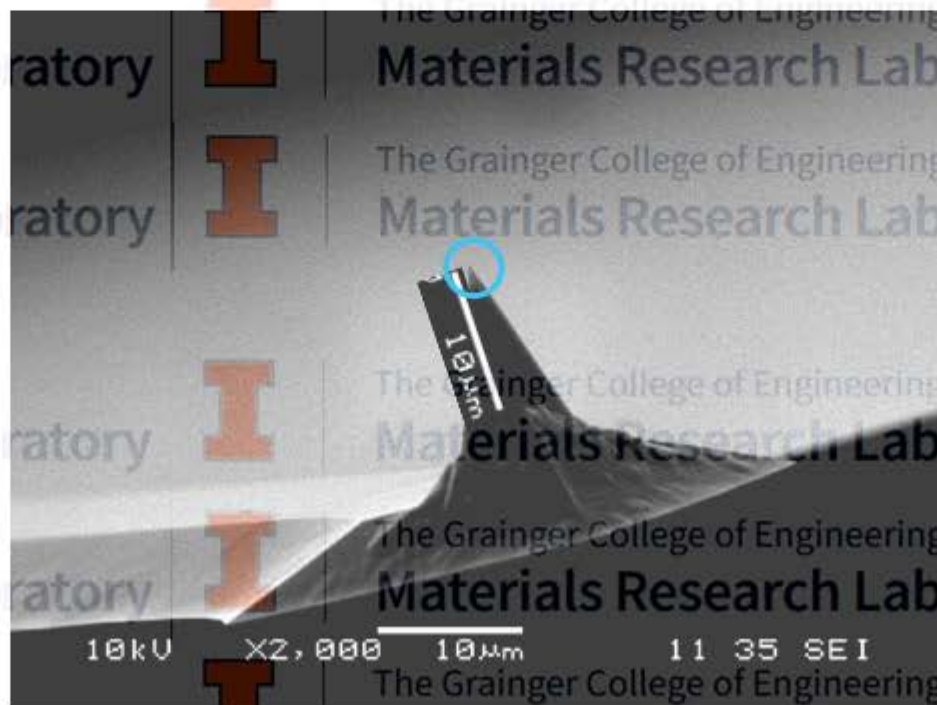 The Grainger College of Engineering
ratory Materials Research Lab
The Grainger College of Engineering
ratory Materials Research Lab
10μm
The Grainger College of Engineering
ratory Materials Research Lab
The Grainger College of Engineering
ratory Materials Research Lab
10kV X2,000 10μm 11 35 SEI
The Grainger College of Engineering